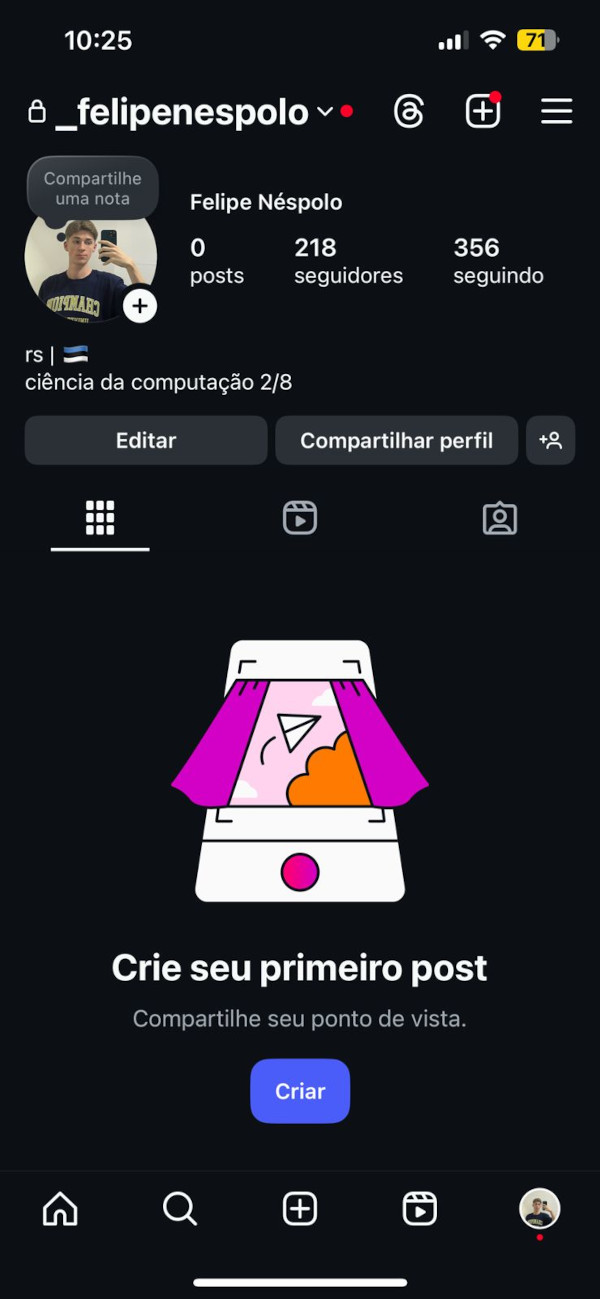 10:25
71
_felipenespolo
Compartilhe
uma nota
Felipe Néspolo
0 218 356
posts seguidores seguindo
rs | 🇪🇪
ciência da computação 2/8
Editar Compartilhar perfil
Crie seu primeiro post
Compartilhe seu ponto de vista.
Criar